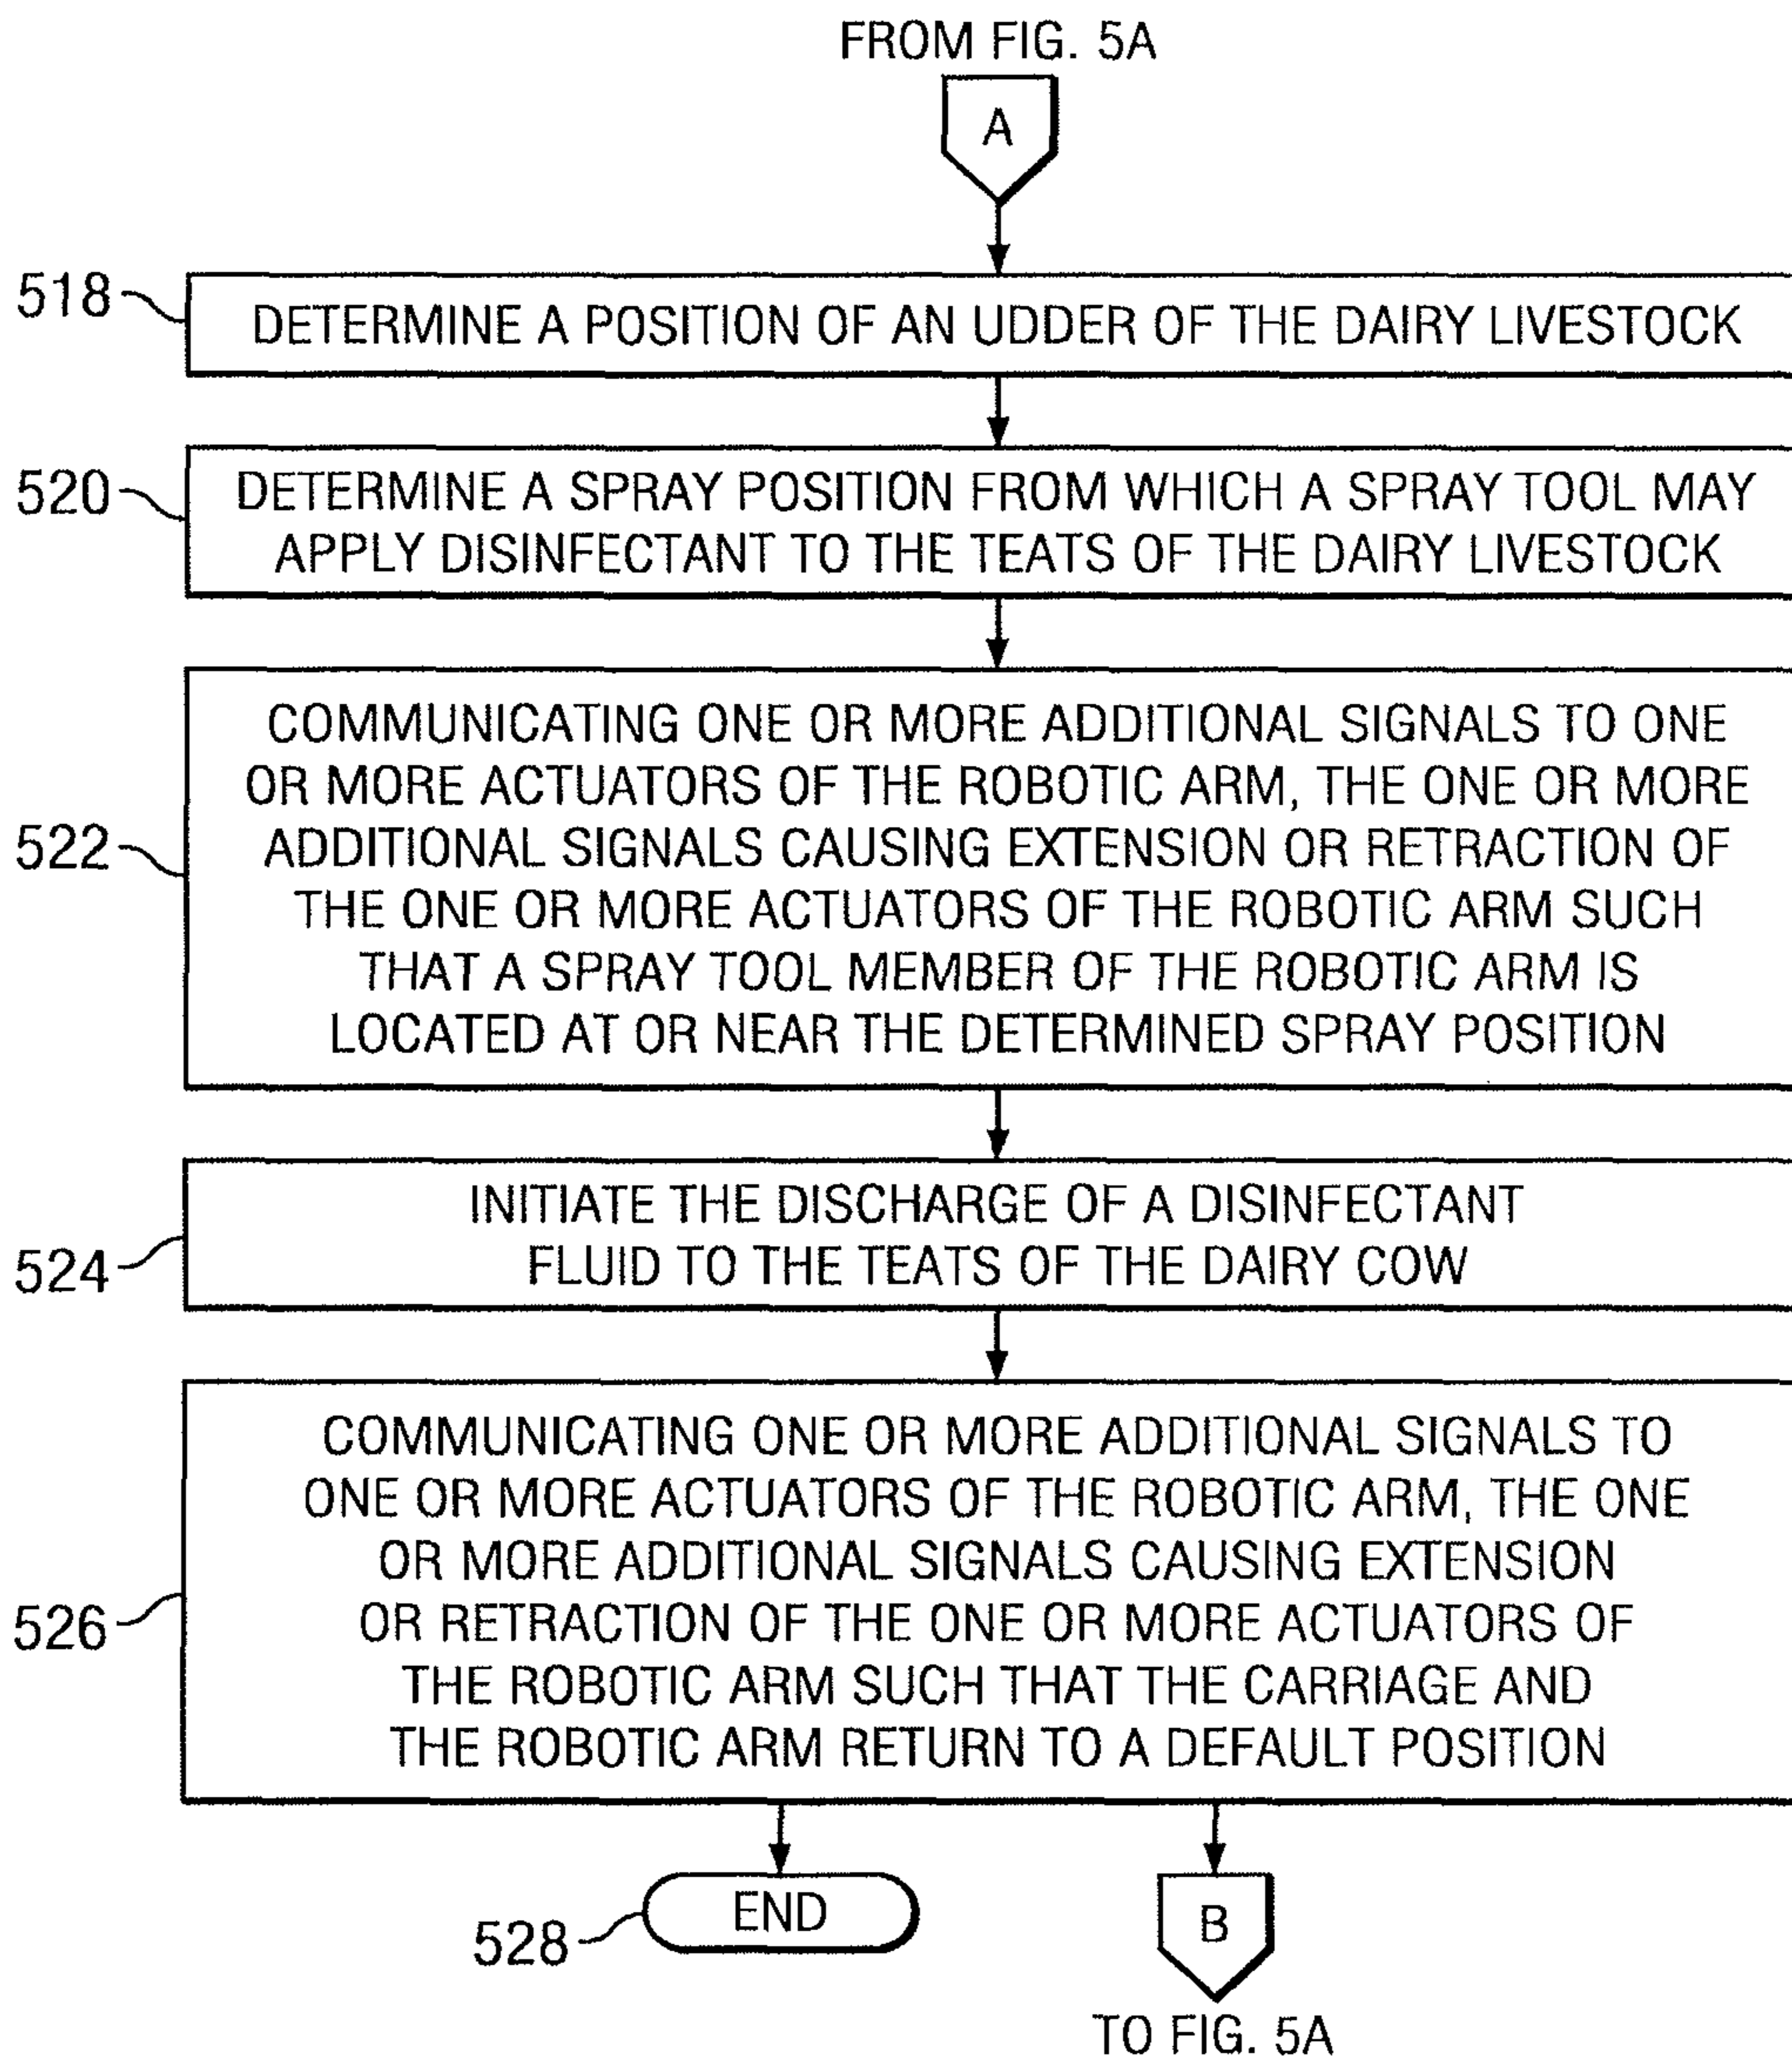 FROM FIG. 5A
A
518
DETERMINE A POSITION OF AN UDDER OF THE DAIRY LIVESTOCK
520
DETERMINE A SPRAY POSITION FROM WHICH A SPRAY TOOL MAY
APPLY DISINFECTANT TO THE TEATS OF THE DAIRY LIVESTOCK
522
COMMUNICATING ONE OR MORE ADDITIONAL SIGNALS TO ONE
OR MORE ACTUATORS OF THE ROBOTIC ARM, THE ONE OR MORE
ADDITIONAL SIGNALS CAUSING EXTENSION OR RETRACTION OF
THE ONE OR MORE ACTUATORS OF THE ROBOTIC ARM SUCH
THAT A SPRAY TOOL MEMBER OF THE ROBOTIC ARM IS
LOCATED AT OR NEAR THE DETERMINED SPRAY POSITION
524
INITIATE THE DISCHARGE OF A DISINFECTANT
FLUID TO THE TEATS OF THE DAIRY COW
526
COMMUNICATING ONE OR MORE ADDITIONAL SIGNALS TO
ONE OR MORE ACTUATORS OF THE ROBOTIC ARM, THE ONE
OR MORE ADDITIONAL SIGNALS CAUSING EXTENSION
OR RETRACTION OF THE ONE OR MORE ACTUATORS OF
THE ROBOTIC ARM SUCH THAT THE CARRIAGE AND
THE ROBOTIC ARM RETURN TO A DEFAULT POSITION
528
END
B
TO FIG. 5A